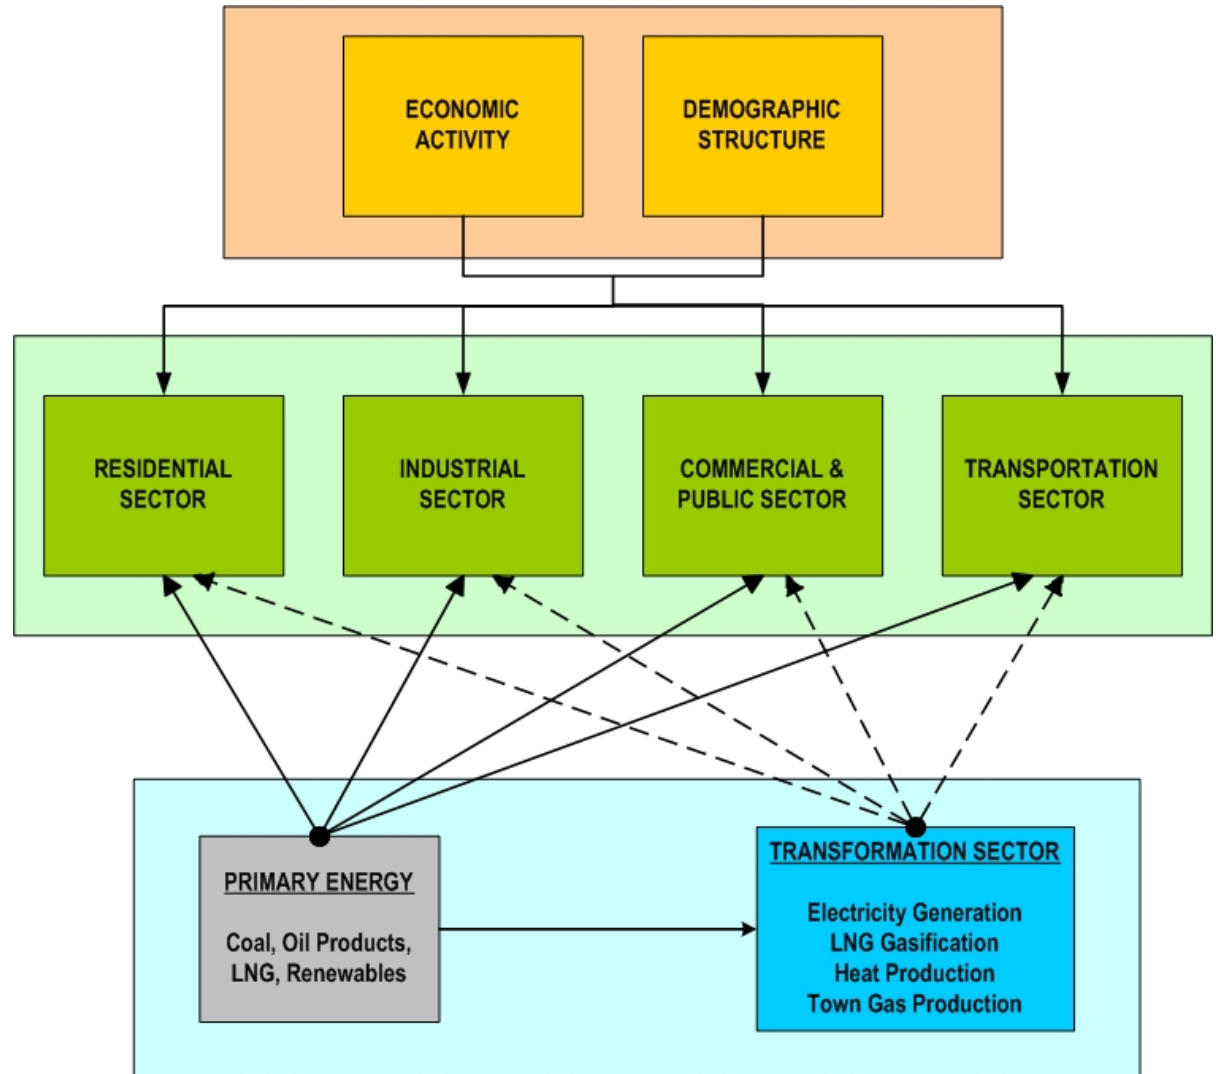 ECONOMIC
ACTIVITY
DEMOGRAPHIC
STRUCTURE
RESIDENTIAL
SECTOR
INDUSTRIAL
SECTOR
COMMERCIAL &
PUBLIC SECTOR
TRANSPORTATION
SECTOR
PRIMARY ENERGY
Coal, Oil Products,
LNG, Renewables
TRANSFORMATION SECTOR
Electricity Generation
LNG Gasification
Heat Production
Town Gas Production